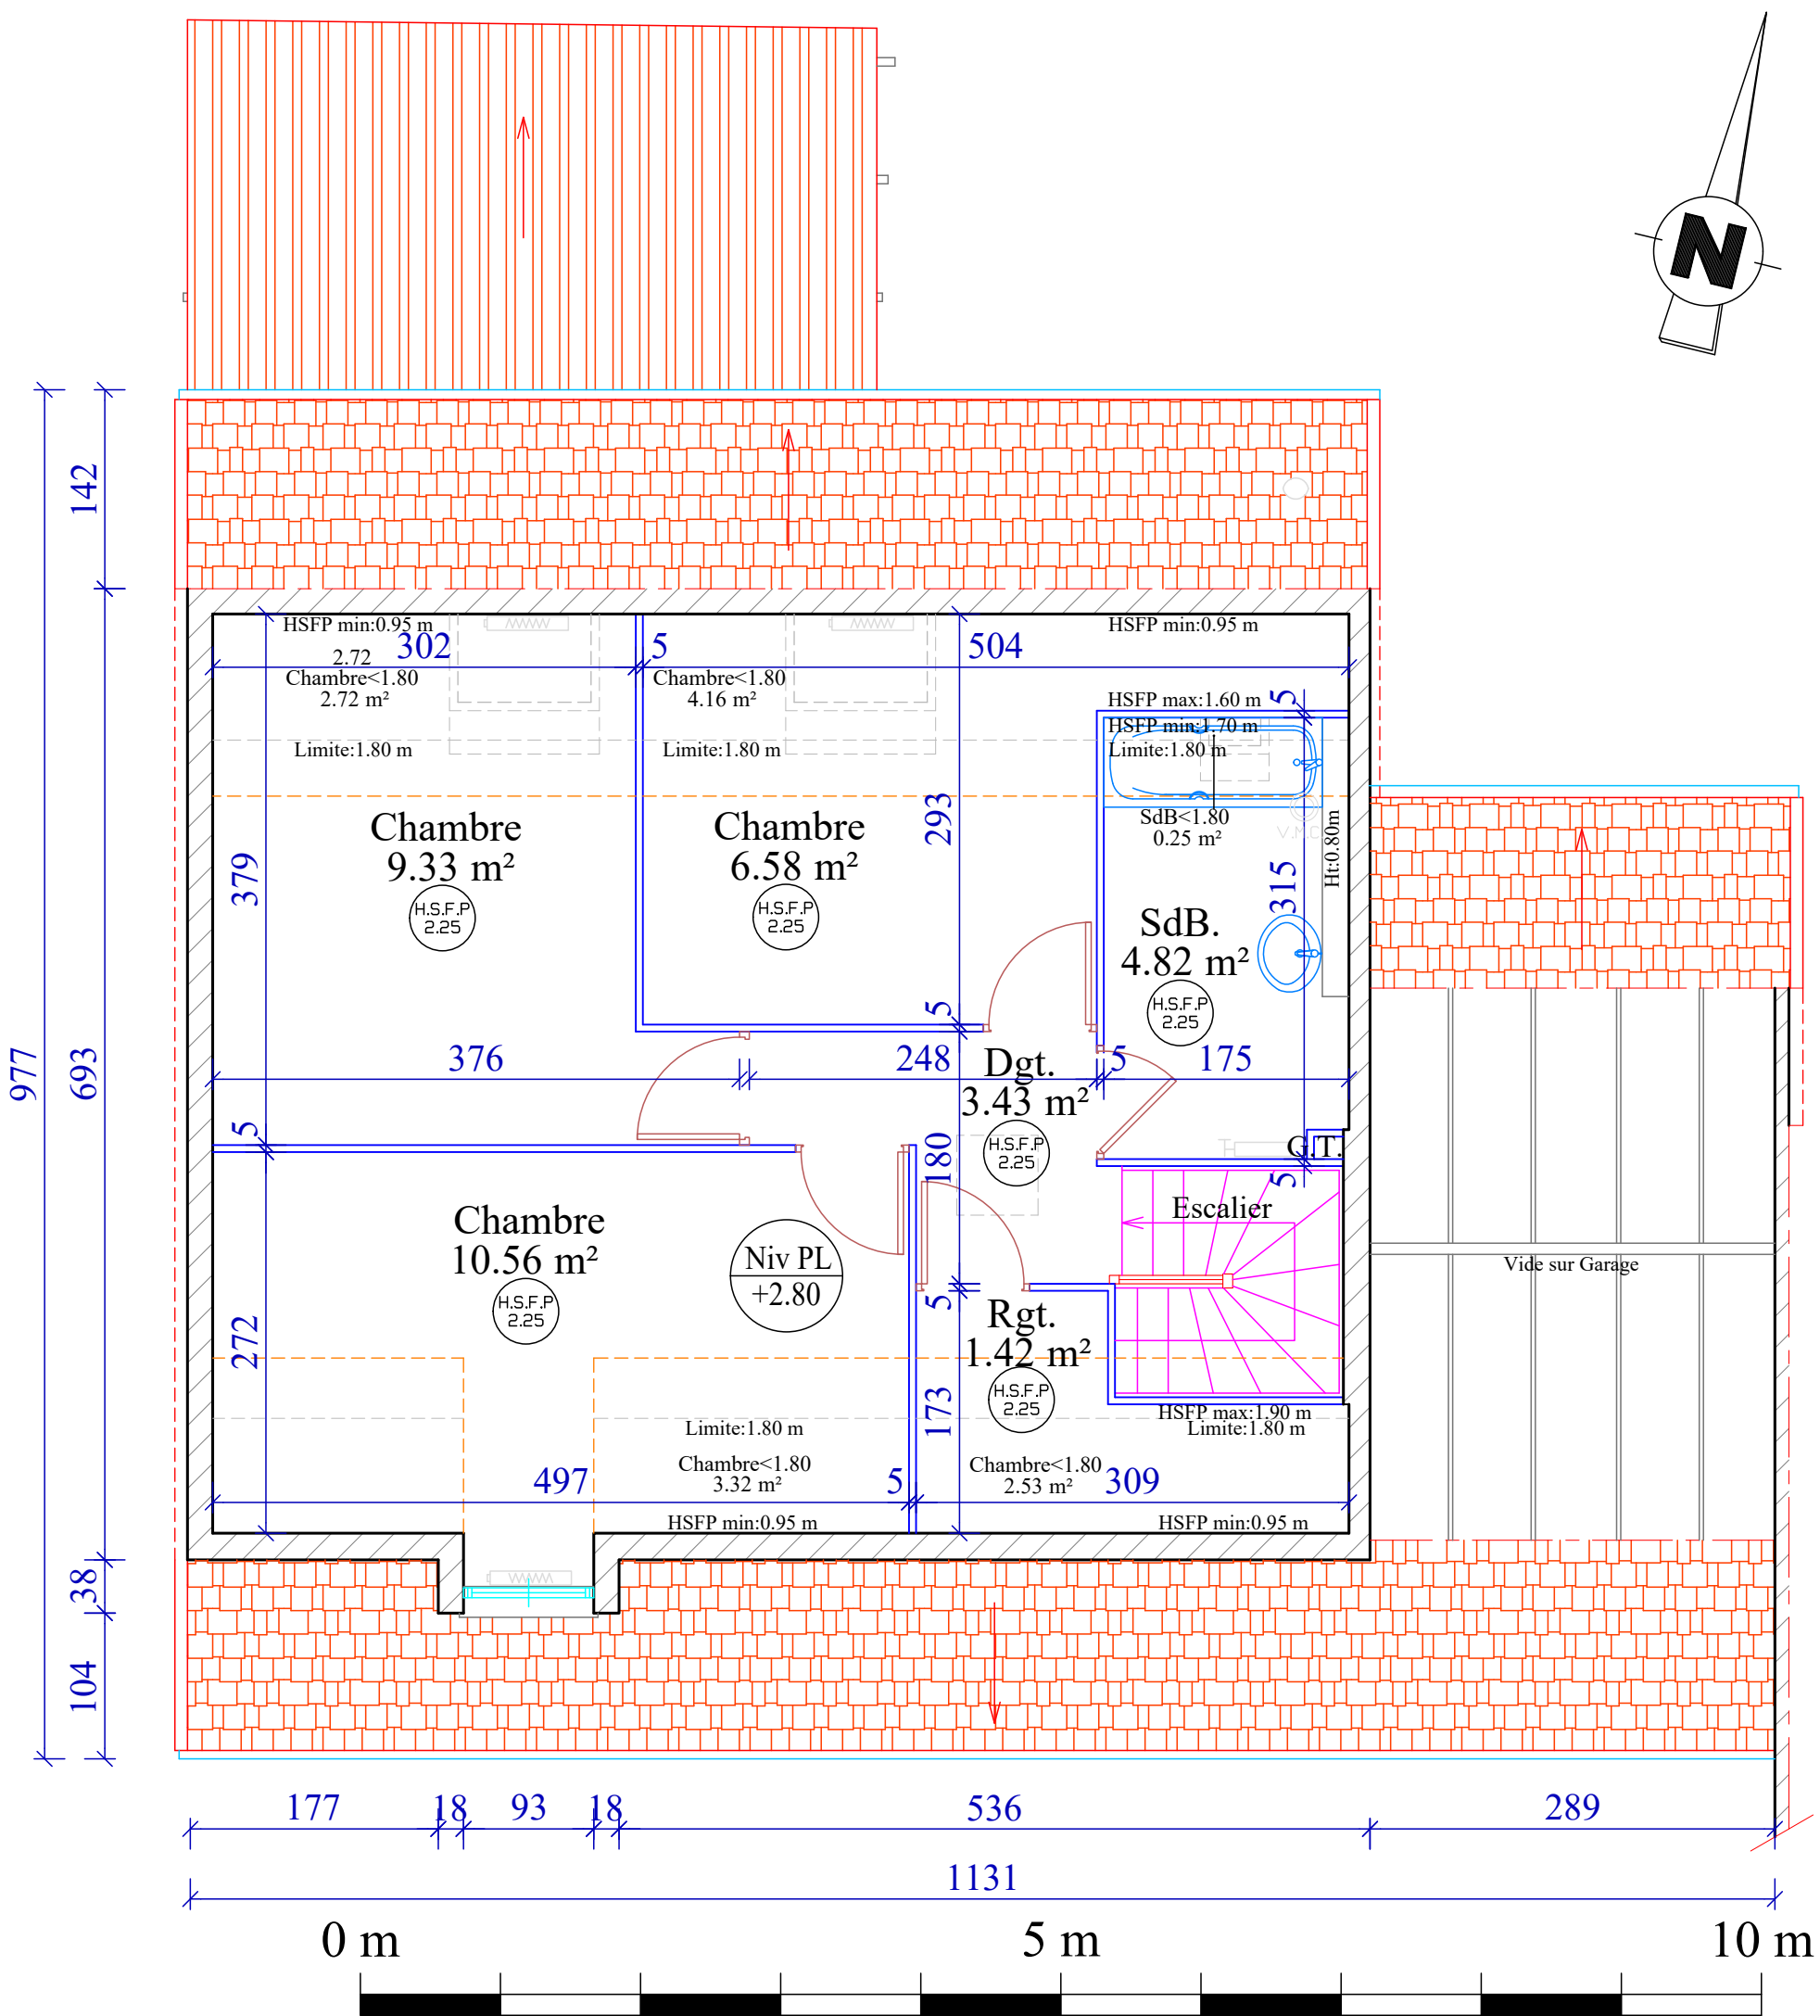 N
142
HSFP min:0.95 m
HSFP min:0.95 m
302
5
504
2.72
Chambre<1.80
2.72 m²
Chambre<1.80
4.16 m²
HSFP max:1.60 m
5
HSFP min:1.70 m
Limite:1.80 m
Limite:1.80 m
Limite:1.80 m
Chambre
9.33 m²
H.S.F.P
2.25
Chambre
6.58 m²
H.S.F.P
2.25
293
SdB<1.80
0.25 m²
V.M.C
Ht:0.80m
379
315
SdB.
4.82 m²
H.S.F.P
2.25
5
977
693
376
248
5
175
Dgt.
3.43 m²
H.S.F.P
2.25
5
180
G.T.
5
Escalier
Chambre
10.56 m²
H.S.F.P
2.25
Niv PL
+2.80
Vide sur Garage
5
Rgt.
1.42 m²
H.S.F.P
2.25
272
173
HSFP max:1.90 m
Limite:1.80 m
Limite:1.80 m
Chambre<1.80
3.32 m²
Chambre<1.80
2.53 m²
497
5
309
HSFP min:0.95 m
HSFP min:0.95 m
38
104
177
18
93
18
536
289
1131
0 m
5 m
10 m